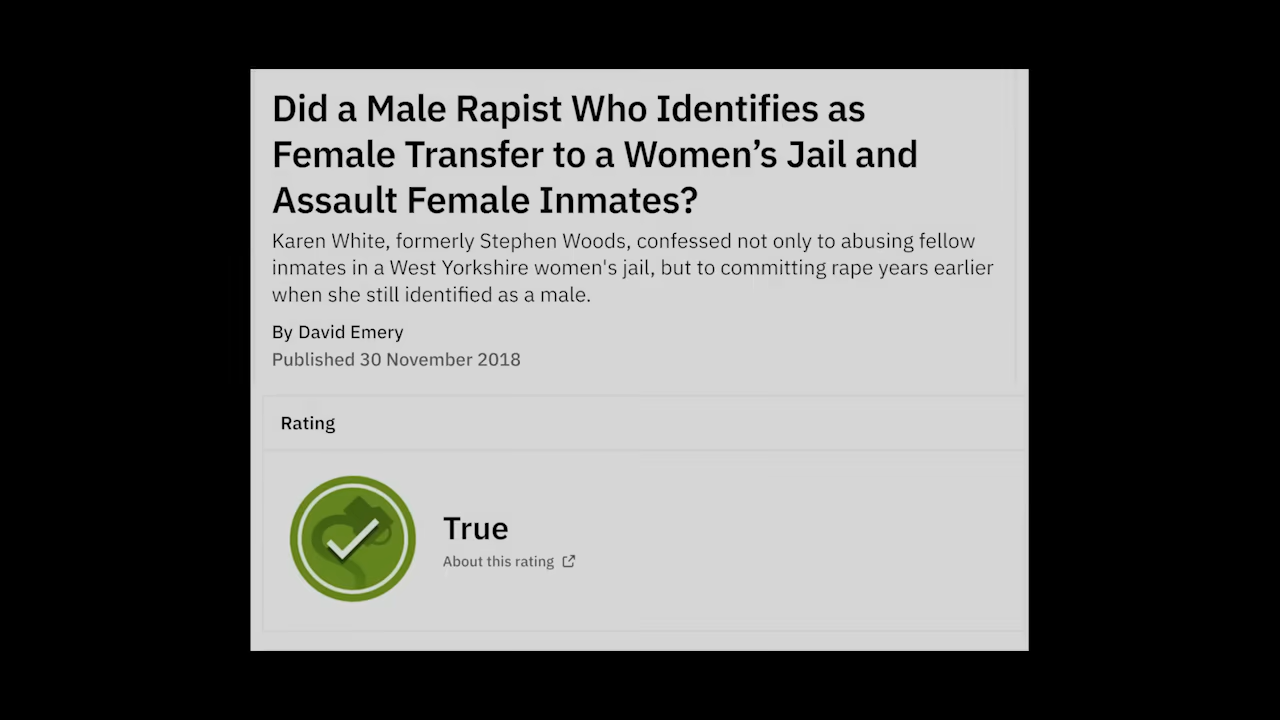 Did a Male Rapist Who Identifies as
Female Transfer to a Women’s Jail and
Assault Female Inmates?
Karen White, formerly Stephen Woods, confessed not only to abusing fellow
inmates in a West Yorkshire women's jail, but to committing rape years earlier
when she still identified as a male.
By David Emery
Published 30 November 2018
Rating
True
About this rating